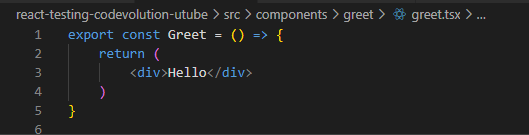 react-testing-codevolution-utube > src > components > greet > greet.tsx > ...
1 export const Greet = () => {
2     return (
3         <div>Hello</div>
4     )
5 }
6